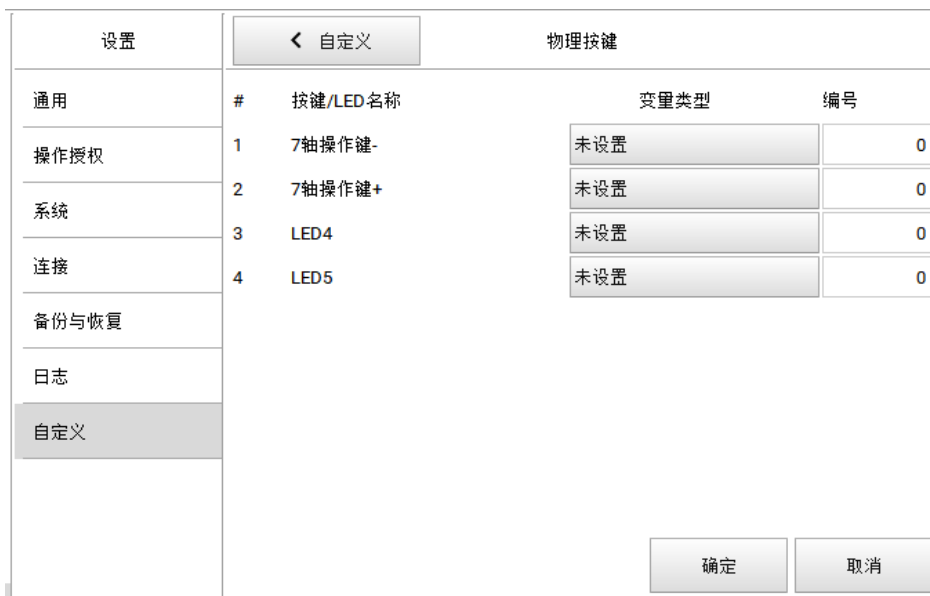 设置
自定义 物理按键
通用
操作授权
系统
连接
备份与恢复
日志
自定义
# 按键/LED名称 变量类型 编号
1 7轴操作键- 未设置 0
2 7轴操作键+ 未设置 0
3 LED4 未设置 0
4 LED5 未设置 0
确定 取消